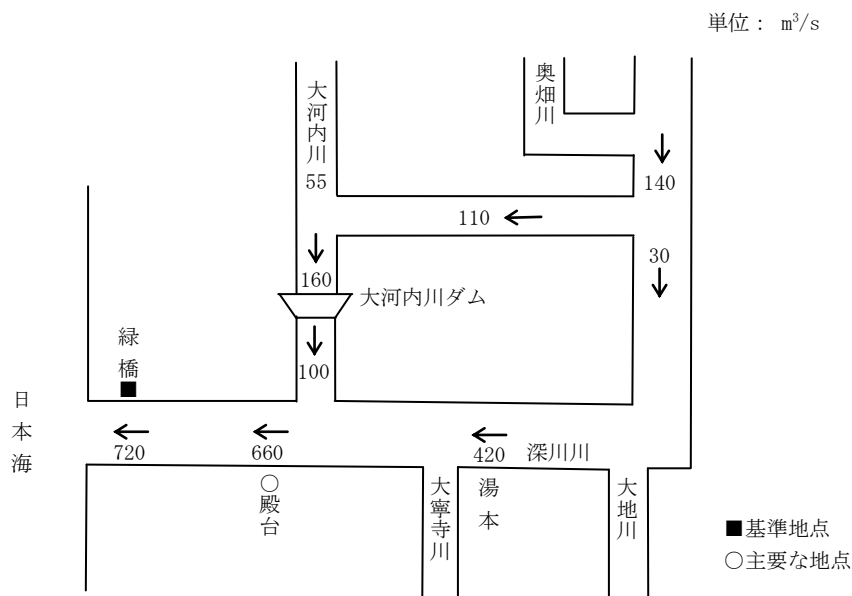 単位： m³/s
奥畑川
大河内川
55
140
110
30
160
大河内川ダム
緑橋
100
日本海
720
660
420
深川川
殿台
大寧寺川
湯本
大地川
■基準地点
○主要な地点